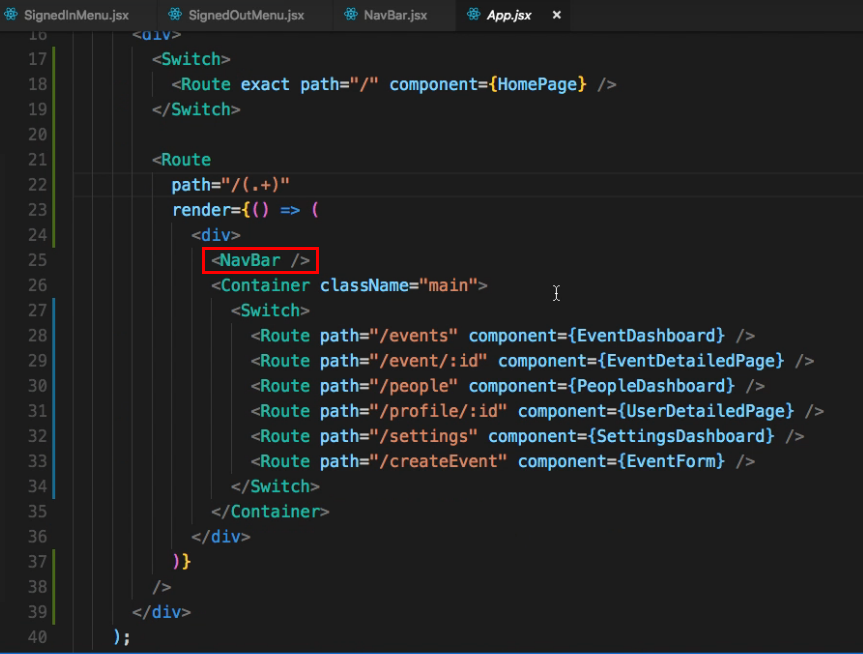 SignedInMenu.jsx SignedOutMenu.jsx NavBar.jsx App.jsx ×
16 <div>
17 <Switch>
18 <Route exact path="/" component={HomePage} />
19 </Switch>
20
21 <Route
22 path="/(.+)"
23 render={() => (
24 <div>
25 <NavBar />
26 <Container className="main">
27 <Switch>
28 <Route path="/events" component={EventDashboard} />
29 <Route path="/event/:id" component={EventDetailedPage} />
30 <Route path="/people" component={PeopleDashboard} />
31 <Route path="/profile/:id" component={UserDetailedPage} />
32 <Route path="/settings" component={SettingsDashboard} />
33 <Route path="/createEvent" component={EventForm} />
34 </Switch>
35 </Container>
36 </div>
37 )}
38 />
39 </div>
40 );